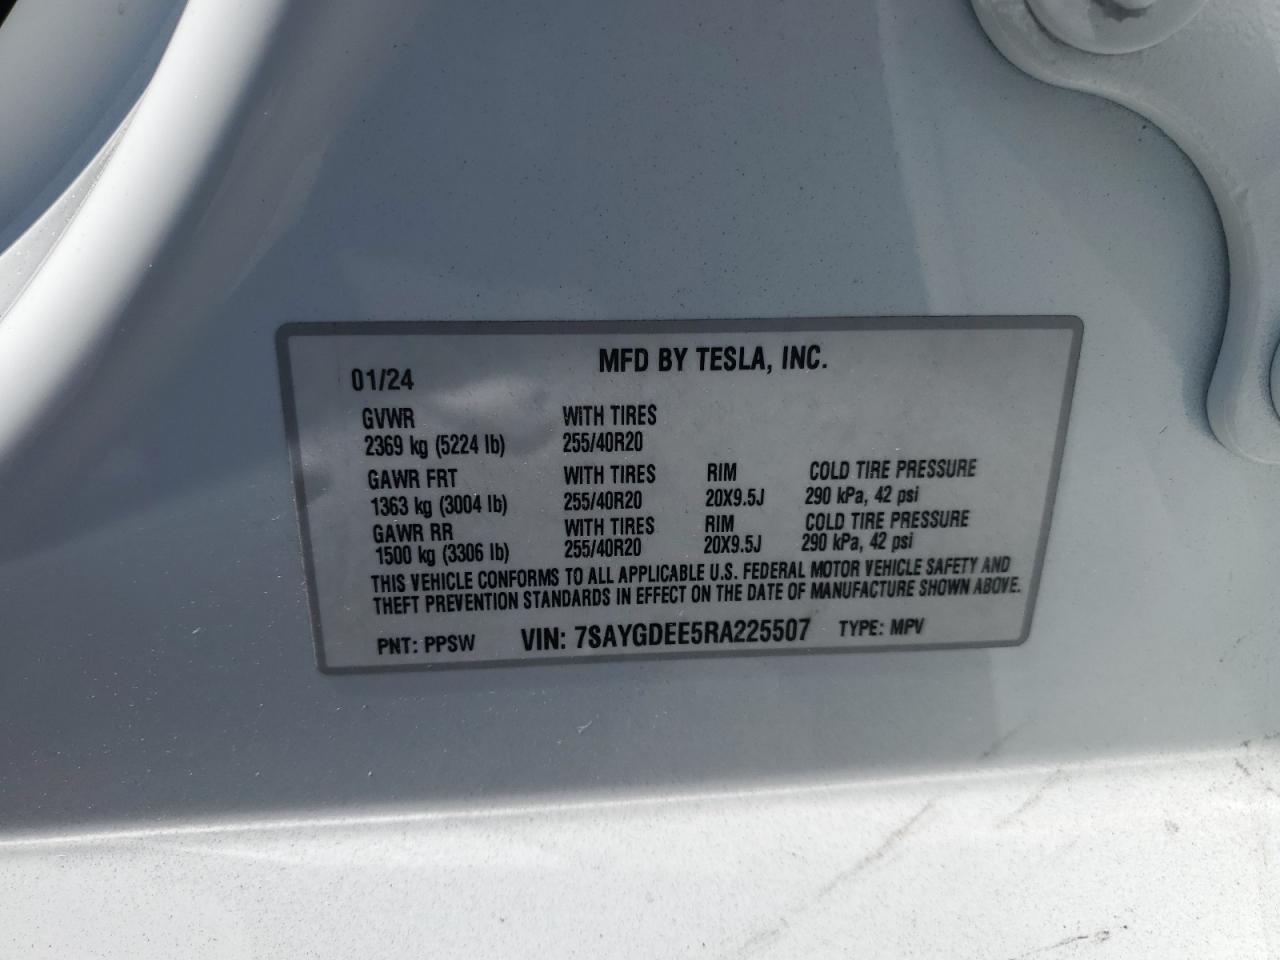 MFD BY TESLA, INC.
01/24
GVWR WITH TIRES
2369 kg (5224 lb) 255/40R20
GAWR FRT WITH TIRES RIM COLD TIRE PRESSURE
1363 kg (3004 lb) 255/40R20 20X9.5J 290 kPa, 42 psi
GAWR RR WITH TIRES RIM COLD TIRE PRESSURE
1500 kg (3306 lb) 255/40R20 20X9.5J 290 kPa, 42 psi
THIS VEHICLE CONFORMS TO ALL APPLICABLE U.S. FEDERAL MOTOR VEHICLE SAFETY AND
THEFT PREVENTION STANDARDS IN EFFECT ON THE DATE OF MANUFACTURE SHOWN ABOVE.
PNT: PPSW VIN: 7SAYGDEE5RA225507 TYPE: MPV